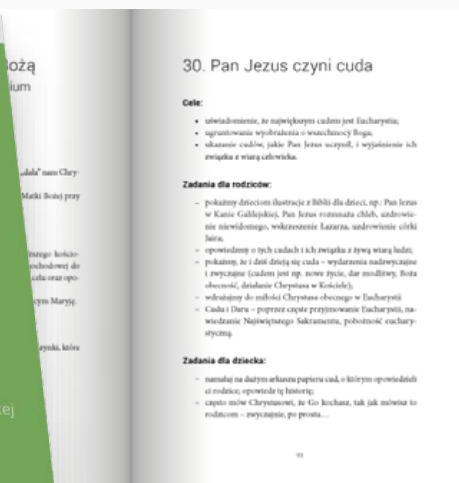 ożą
ium
„dała” nam Chry-
Matki Bożej przy
szego kościo-
ochodowej do
celu oraz opo-
cym Maryję.
zynki, które
ej
30. Pan Jezus czyni cuda
Cele:
• uświadomienie, że największym cudem jest Eucharystia;
• ugruntowanie wyobrażenia o wszechmocy Boga;
• ukazanie cudów, jakie Pan Jezus uczynił, i wyjaśnienie ich
związku z wiarą człowieka.
Zadania dla rodziców:
– pokażmy dzieciom ilustracje z Biblii dla dzieci, np.: Pan Jezus
w Kanie Galilejskiej, Pan Jezus rozmnaża chleb, uzdrowie-
nie niewidomego, wskrzeszenie Łazarza, uzdrowienie córki
Jaira;
– opowiedzmy o tych cudach i ich związku z żywą wiarą ludzi;
– pokażmy, że i dziś dzieją się cuda – wydarzenia nadzwyczajne
i zwyczajne (cudem jest np. nowe życie, dar modlitwy, Boża
obecność, działanie Chrystusa w Kościele);
– wdrażajmy do miłości Chrystusa obecnego w Eucharystii
– Cudu i Daru – poprzez częste przyjmowanie Eucharystii, na-
wiedzanie Najświętszego Sakramentu, pobożność euchary-
styczną.
Zadania dla dziecka:
– namaluj na dużym arkuszu papieru cud, o którym opowiedzieli
ci rodzice; opowiedz tę historię;
– często mów Chrystusowi, że Go kochasz, tak jak mówisz to
rodzicom – zwyczajnie, po prostu…